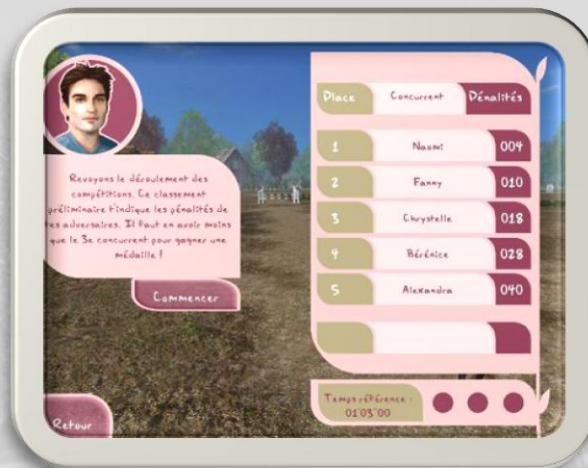 Revoyons le déroulement des
compétitions. Ce classement
préliminaire t'indique les pénalités de
tes adversaires. Il faut en avoir moins
que le 3e concurrent pour gagner une
médaille !
Commencer
Retour
Place Concurrent Pénalités
1 Naomi 004
2 Fanny 010
3 Chrystelle 018
4 Bérénice 028
5 Alexandra 040
Temps référence :
01'03"00